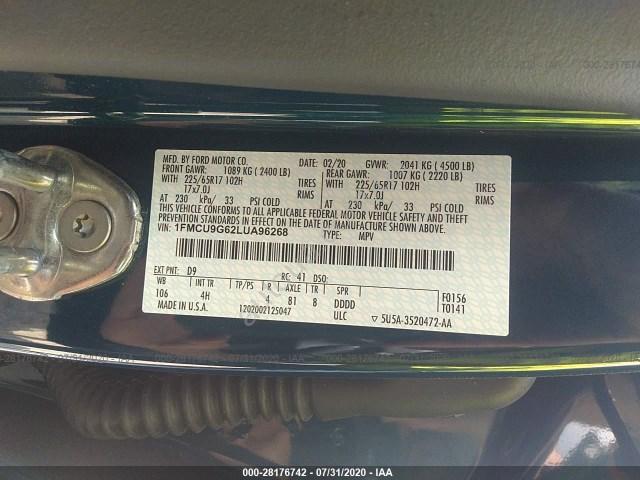 MFD. BY FORD MOTOR CO. 02/20 GVWR: 2041 KG ( 4500 LB)
FRONT GAWR: 1089 KG ( 2400 LB) REAR GAWR: 1007 KG ( 2220 LB)
WITH 225/65R17 102H TIRES WITH 225/65R17 102H TIRES
17x7.0J RIMS 17x7.0J RIMS
AT 230 kPa/ 33 PSI COLD AT 230 kPa/ 33 PSI COLD
THIS VEHICLE CONFORMS TO ALL APPLICABLE FEDERAL MOTOR VEHICLE SAFETY AND THEFT PREVENTION STANDARDS IN EFFECT ON THE DATE OF MANUFACTURE SHOWN ABOVE.
VIN: 1FMCU9G62LUA96268 TYPE: MPV
EXT PNT: D9 RC: 41 DSO:
WB INT TR TP/PS R AXLE TR SPR F0156
106 4H 4 81 8 DDDD T0141
MADE IN U.S.A. 1202002125047 ULC ▽ 5U5A-3520472-AA
000-28176742 / 07/31/2020 - IAA